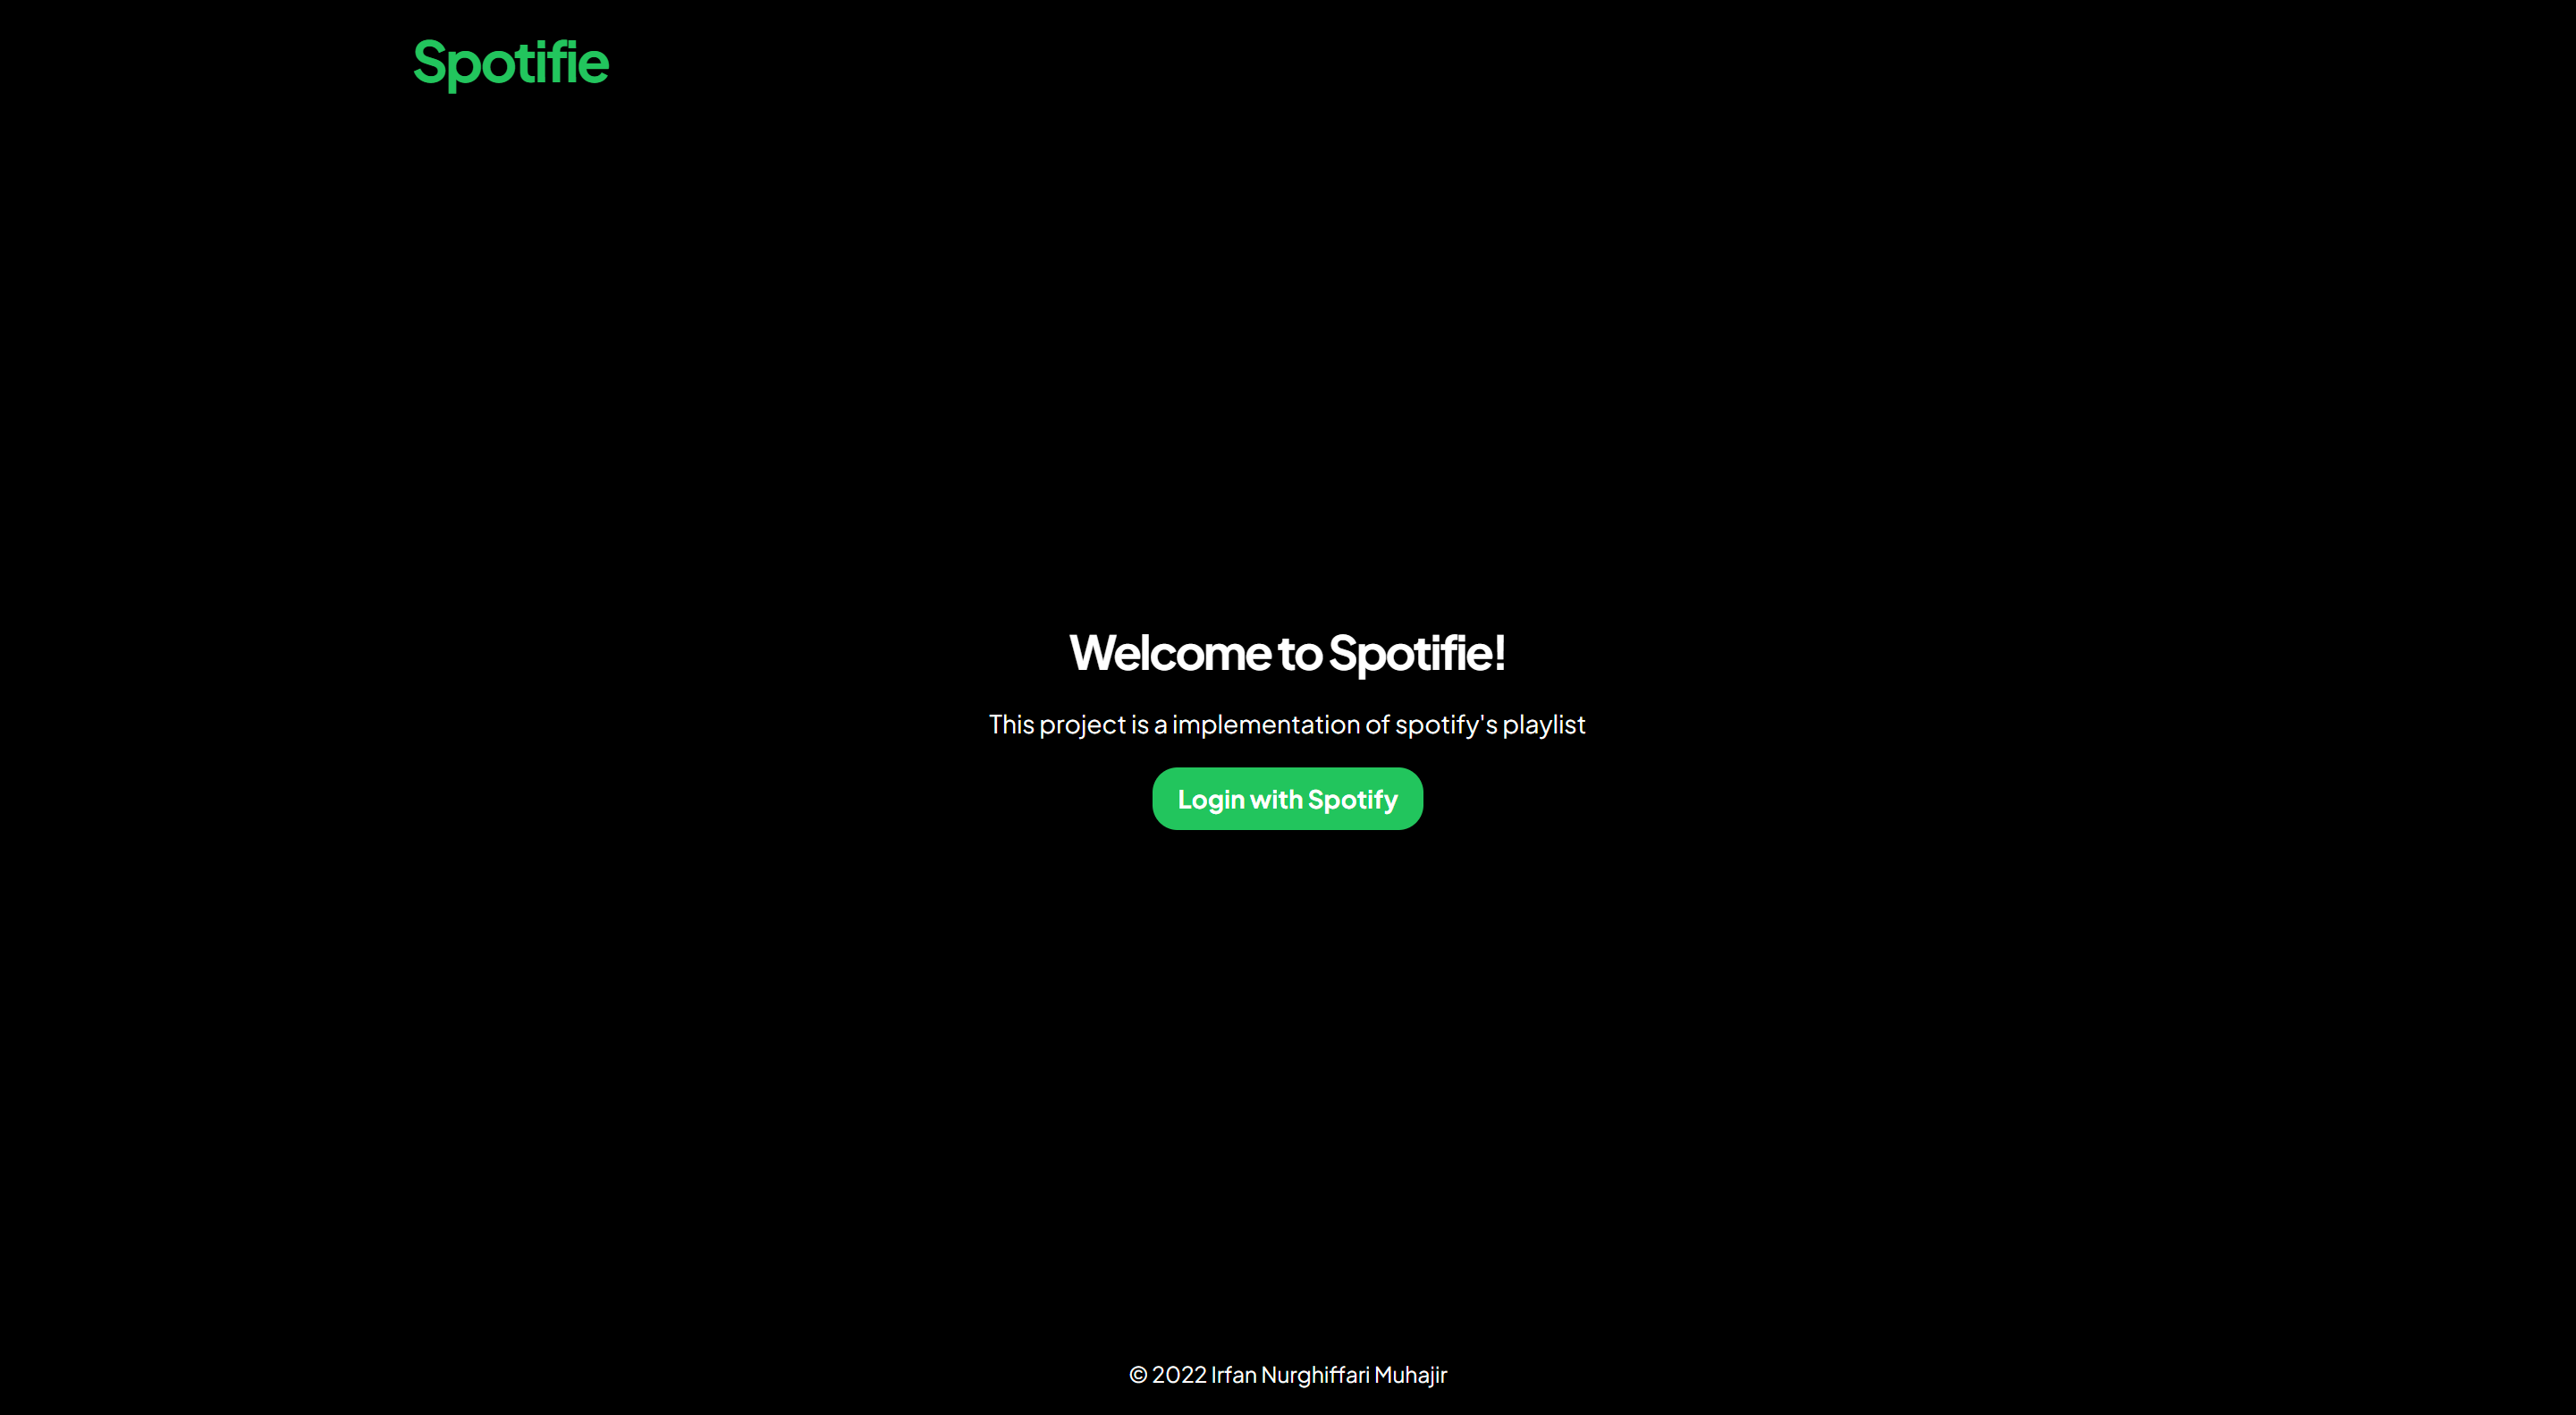 Spotifie
Welcome to Spotifie!
This project is a implementation of spotify's playlist
Login with Spotify
© 2022 Irfan Nurghiffari Muhajir